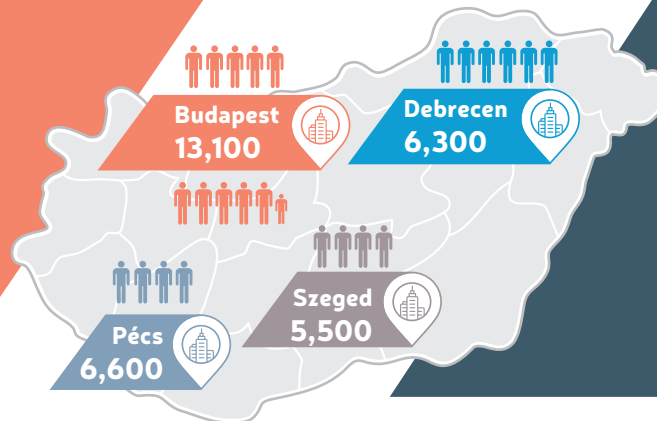 Budapest
13,100
Debrecen
6,300
Szeged
5,500
Pécs
6,600